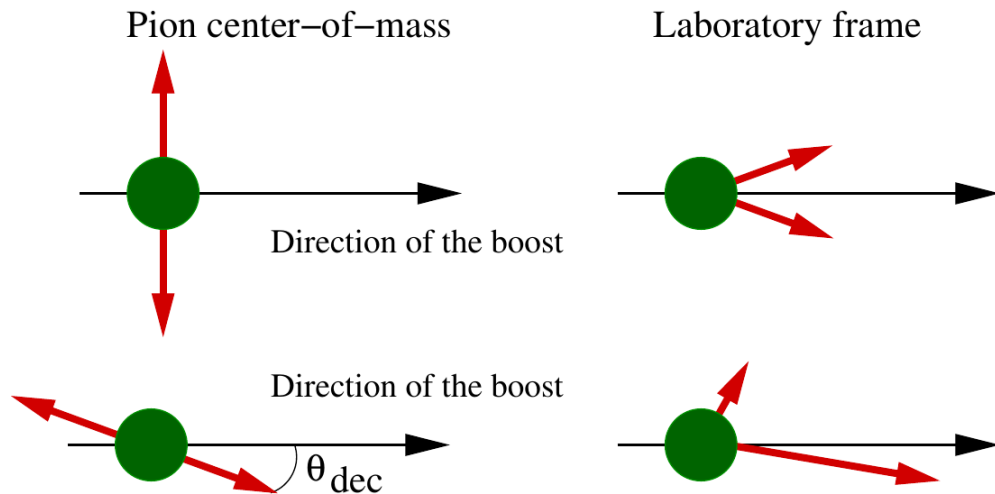 Pion center−of−mass
Laboratory frame
Direction of the boost
Direction of the boost
θdec